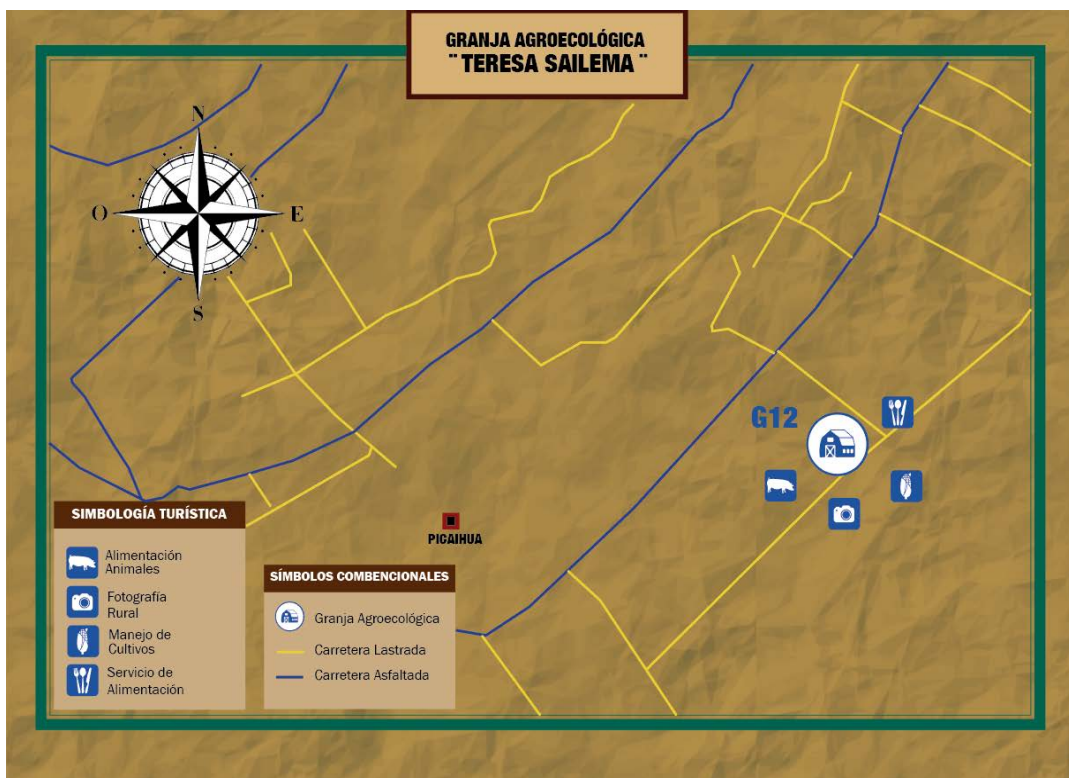 GRANJA AGROECOLÓGICA
¨ TERESA SAILEMA ¨
N
O
E
S
G12
PICAIHUA
SIMBOLOGÍA TURÍSTICA
Alimentación
Animales
Fotografía
Rural
Manejo de
Cultivos
Servicio de
Alimentación
SÍMBOLOS COMBENCIONALES
Granja Agroecológica
Carretera Lastrada
Carretera Asfaltada